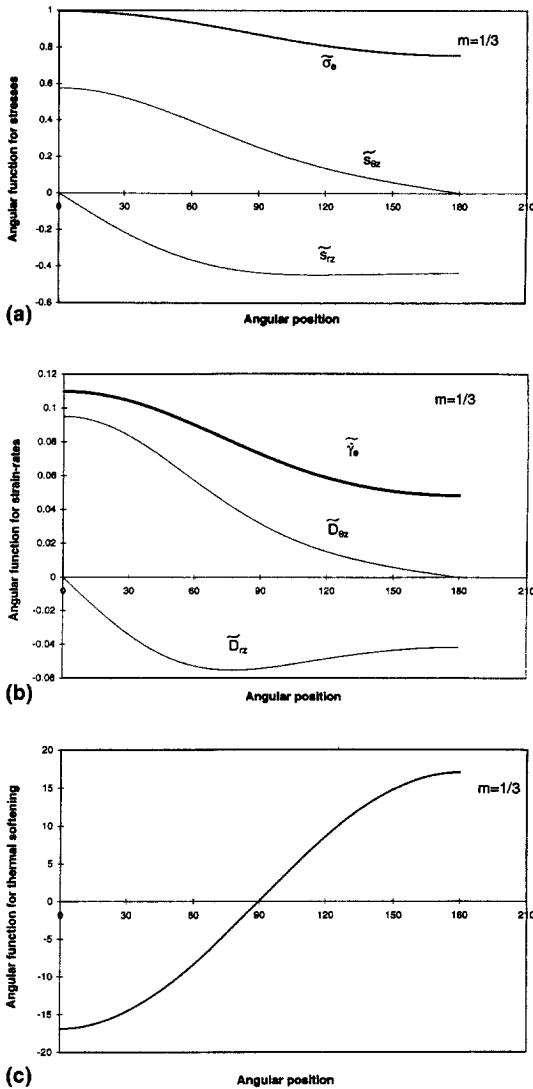 1
0.8
0.6
0.4
0.2
0
-0.2
-0.4
-0.6
Angular function for stresses
m=1/3
σ̃e
s̃θz
s̃rz
0 30 60 90 120 150 180 210
(a)
Angular position
0.12
0.1
0.08
0.06
0.04
0.02
0
-0.02
-0.04
-0.06
Angular function for strain-rates
m=1/3
γ̇̃e
D̃θz
D̃rz
0 30 60 90 120 150 180 210
(b)
Angular position
20
15
10
5
0
-5
-10
-15
-20
Angular function for thermal softening
m=1/3
0 30 60 90 120 150 180 210
(c)
Angular position